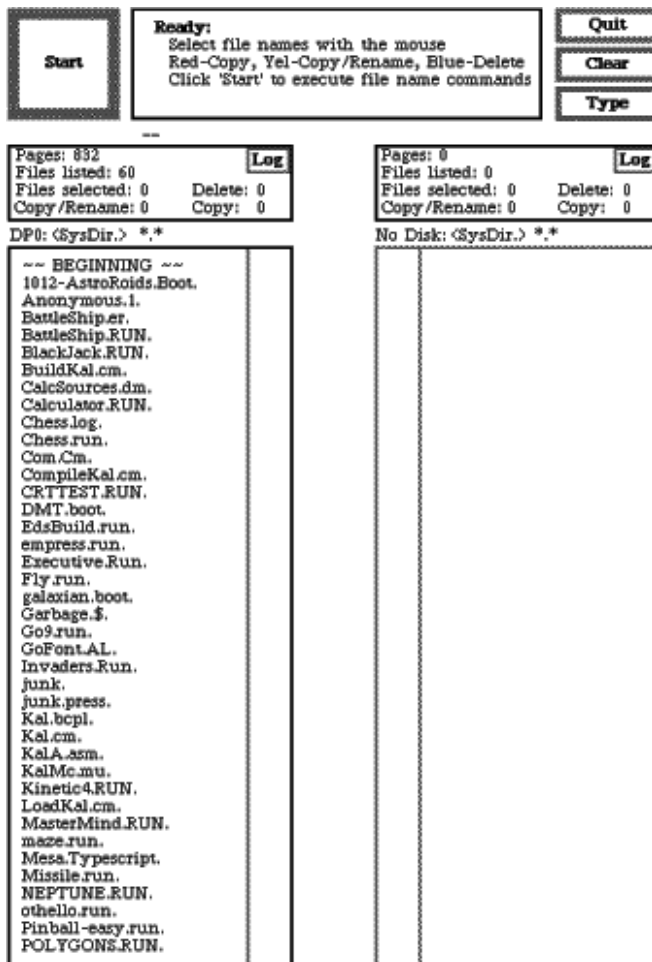 Start
Ready:
Select file names with the mouse
Red-Copy, Yel-Copy/Rename, Blue-Delete
Click 'Start' to execute file name commands
Quit
Clear
Type
Pages: 832
Log
Files listed: 60
Files selected: 0 Delete: 0
Copy/Rename: 0 Copy: 0
DP0: <SysDir.> *.*
~~ BEGINNING ~~
1012-AstroRoids.Boot.
Anonymous.1.
BattleShip.er.
BattleShip.RUN.
BlackJack.RUN.
BuildKal.cm.
CalcSources.dm.
Calculator.RUN.
Chess.log.
Chess.run.
Com.Cm.
CompileKal.cm.
CRTTEST.RUN.
DMT.boot.
EdsBuild.run.
empress.run.
Executive.Run.
Fly.run.
galaxian.boot.
Garbage.$.
Go9.run.
GoFont.AL.
Invaders.Run.
junk.
junk.press.
Kal.bcpl.
Kal.cm.
KalA.asm.
KalMc.mu.
Kinetic4.RUN.
LoadKal.cm.
MasterMind.RUN.
maze.run.
Mesa.Typescript.
Missile.run.
NEPTUNE.RUN.
othello.run.
Pinball-easy.run.
POLYGONS.RUN.
Pages: 0
Log
Files listed: 0
Files selected: 0 Delete: 0
Copy/Rename: 0 Copy: 0
No Disk: <SysDir.> *.*